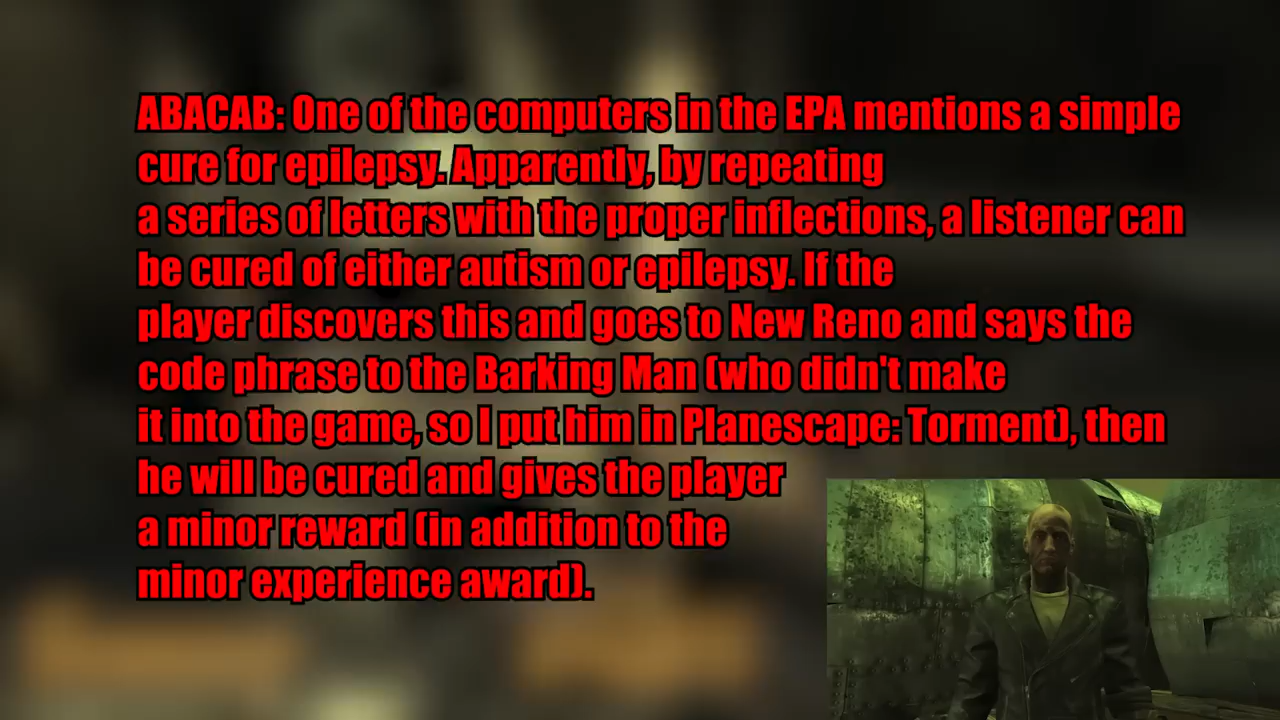 ABACAB: One of the computers in the EPA mentions a simple
cure for epilepsy. Apparently, by repeating
a series of letters with the proper inflections, a listener can
be cured of either autism or epilepsy. If the
player discovers this and goes to New Reno and says the
code phrase to the Barking Man (who didn't make
it into the game, so I put him in Planescape: Torment), then
he will be cured and gives the player
a minor reward (in addition to the
minor experience award).